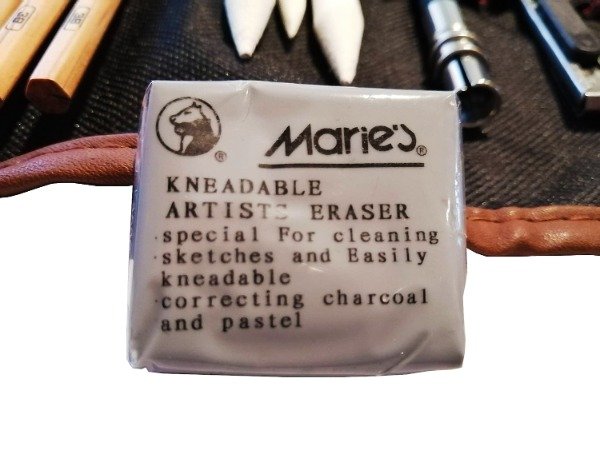 Marie's®
®
KNEADABLE
ARTISTS ERASER
·special For cleaning
·sketches and Easily
kneadable
·correcting charcoal
and pastel